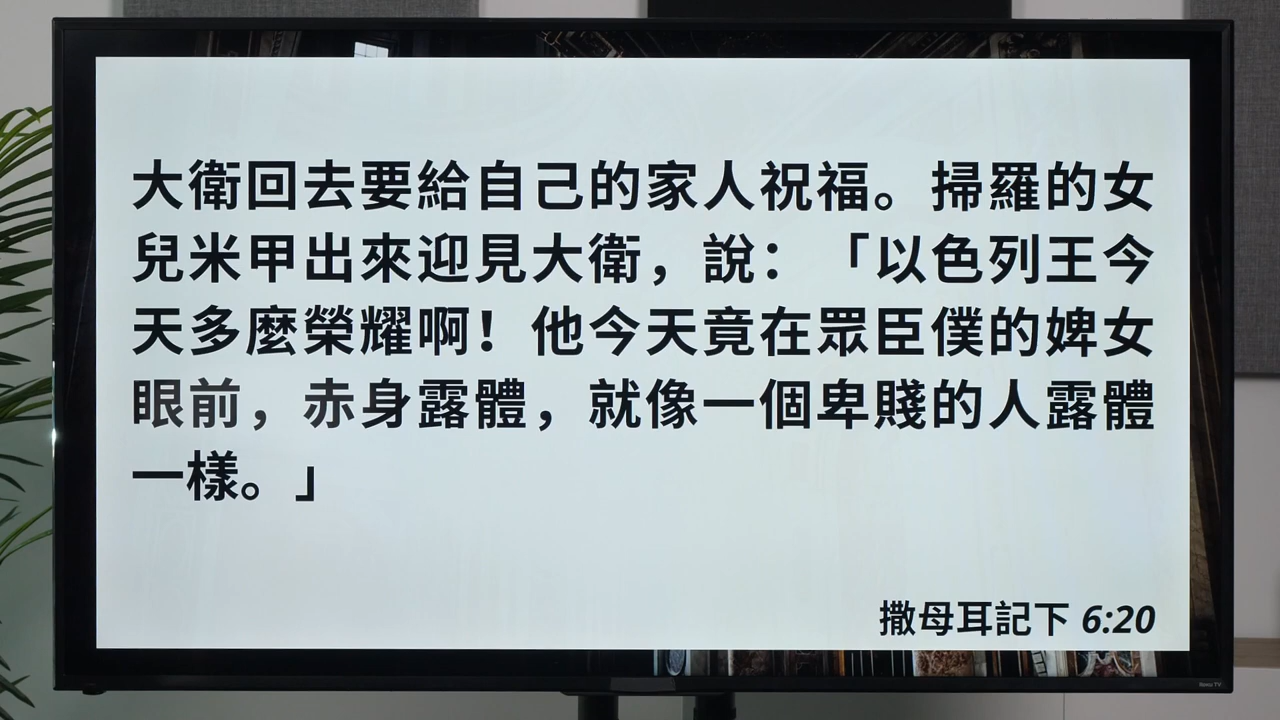 大衛回去要給自己的家人祝福。掃羅的女
兒米甲出來迎見大衛，說：「以色列王今
天多麼榮耀啊！他今天竟在眾臣僕的婢女
眼前，赤身露體，就像一個卑賤的人露體
一樣。」
撒母耳記下 6:20
Roku TV